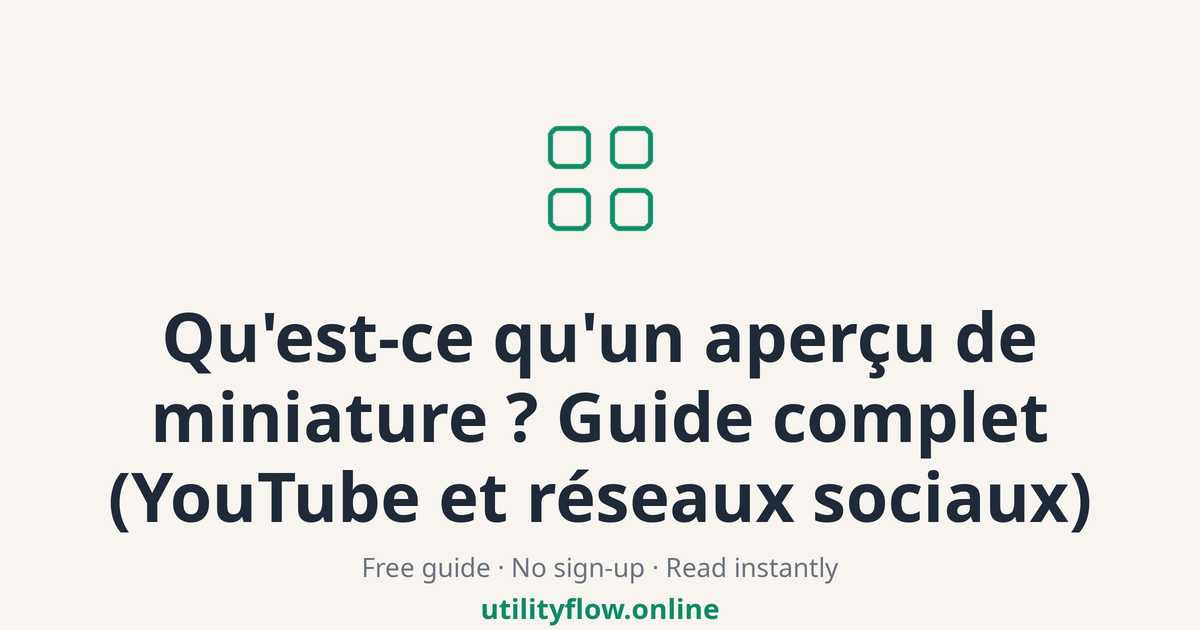 Qu'est-ce qu'un aperçu de
miniature ? Guide complet
(YouTube et réseaux sociaux)
Free guide · No sign-up · Read instantly
utilityflow.online